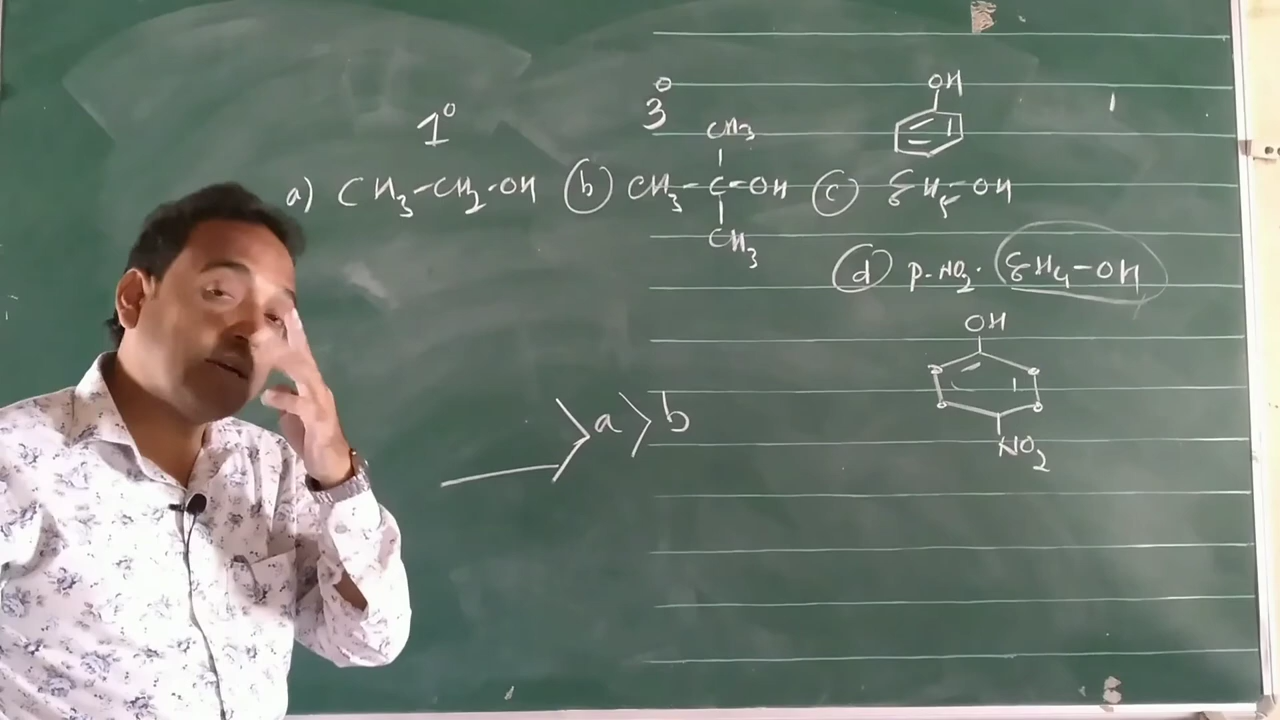 1° 3° OH
CH3
a) CH3-CH2-OH (b) CH3-C-OH (c) C6H5-OH
CH3
(d) p-NO2- C6H4-OH
OH
>a>b
NO2